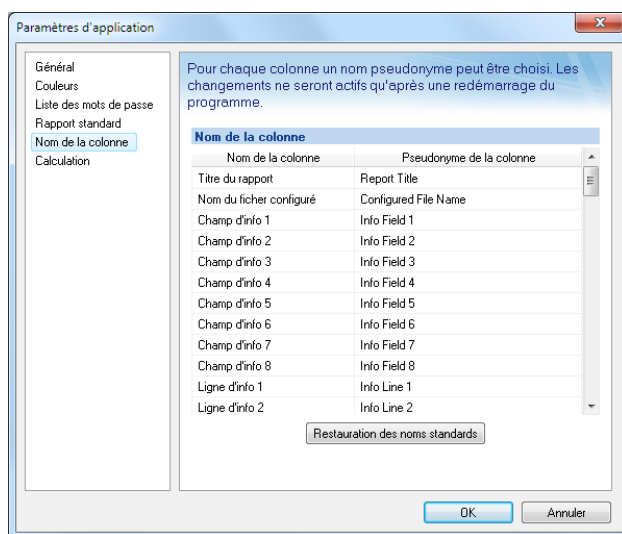 Paramètres d'application
Général
Couleurs
Liste des mots de passe
Rapport standard
Nom de la colonne
Calculation
Pour chaque colonne un nom pseudonyme peut être choisi. Les
changements ne seront actifs qu'après une redémarrage du
programme.
Nom de la colonne
Nom de la colonne Pseudonyme de la colonne
Titre du rapport Report Title
Nom du ficher configuré Configured File Name
Champ d'info 1 Info Field 1
Champ d'info 2 Info Field 2
Champ d'info 3 Info Field 3
Champ d'info 4 Info Field 4
Champ d'info 5 Info Field 5
Champ d'info 6 Info Field 6
Champ d'info 7 Info Field 7
Champ d'info 8 Info Field 8
Ligne d'info 1 Info Line 1
Ligne d'info 2 Info Line 2
Restauration des noms standards
OK Annuler